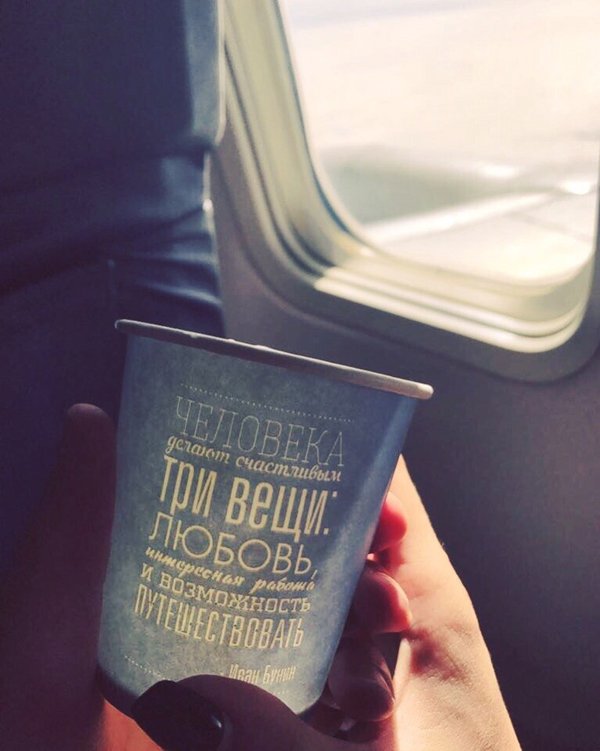 ЧЕЛОВЕКА
делают счастливым
ТРИ ВЕЩИ:
ЛЮБОВЬ,
интересная работа
И ВОЗМОЖНОСТЬ
ПУТЕШЕСТВОВАТЬ
Иван Бунин